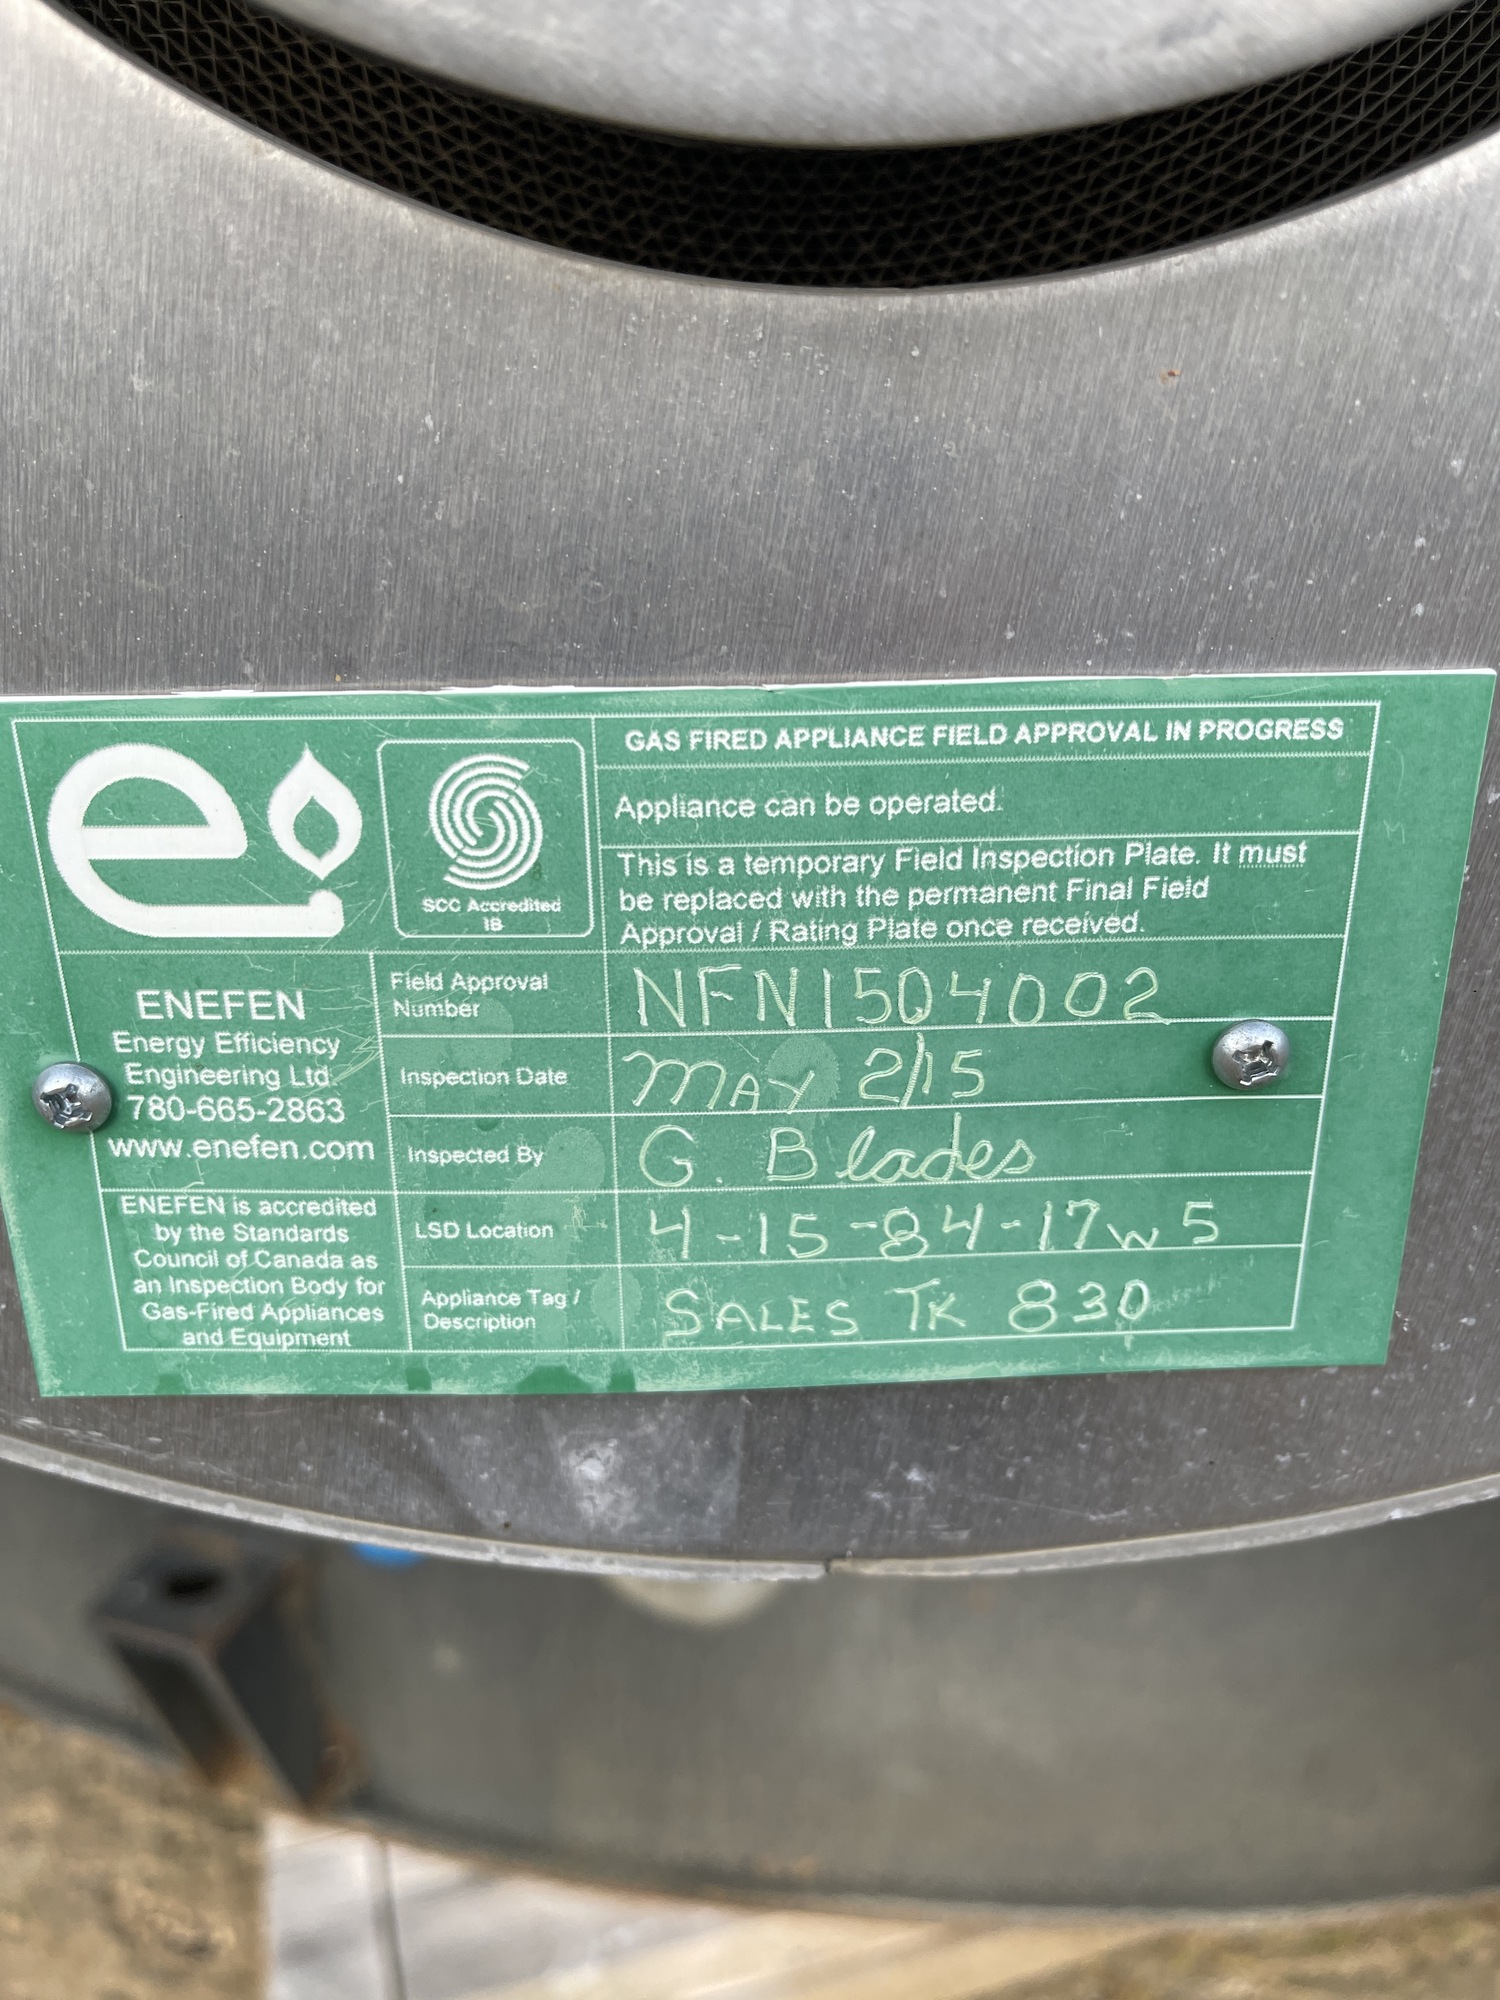 GAS FIRED APPLIANCE FIELD APPROVAL IN PROGRESS
Appliance can be operated.
This is a temporary Field Inspection Plate. It must
be replaced with the permanent Final Field
Approval / Rating Plate once received.
e
SCC Accredited
IB
ENEFEN
Energy Efficiency
Engineering Ltd.
780-665-2863
www.enefen.com
ENEFEN is accredited
by the Standards
Council of Canada as
an Inspection Body for
Gas-Fired Appliances
and Equipment
Field Approval
Number
NFN1504002
Inspection Date
MAY 2/15
Inspected By
G. Blades
LSD Location
4-15-84-17w5
Appliance Tag /
Description
SALES TK 830